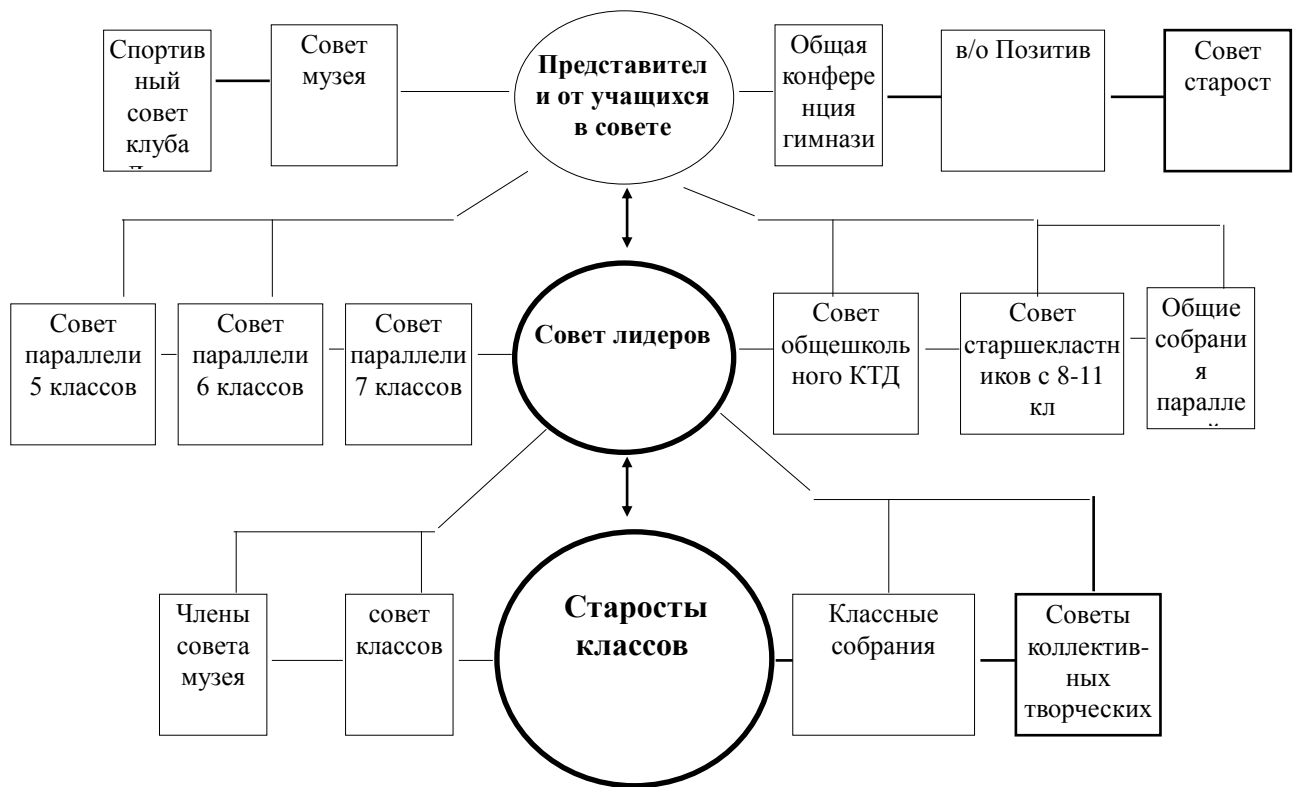 Спортив
ный
совет
клуба
Совет
музея
Представител
и от учащихся
в совете
Общая
конфере
нция
гимнази
в/о Позитив
Совет
старост
Совет
параллели
5 классов
Совет
параллели
6 классов
Совет
параллели
7 классов
Совет лидеров
Совет
общешколь
ного КТД
Совет
старшекластн
иков с 8-11
кл
Общие
собрани
я
паралле
Члены
совета
музея
совет
классов
Старосты
классов
Классные
собрания
Советы
коллектив-
ных
творческих